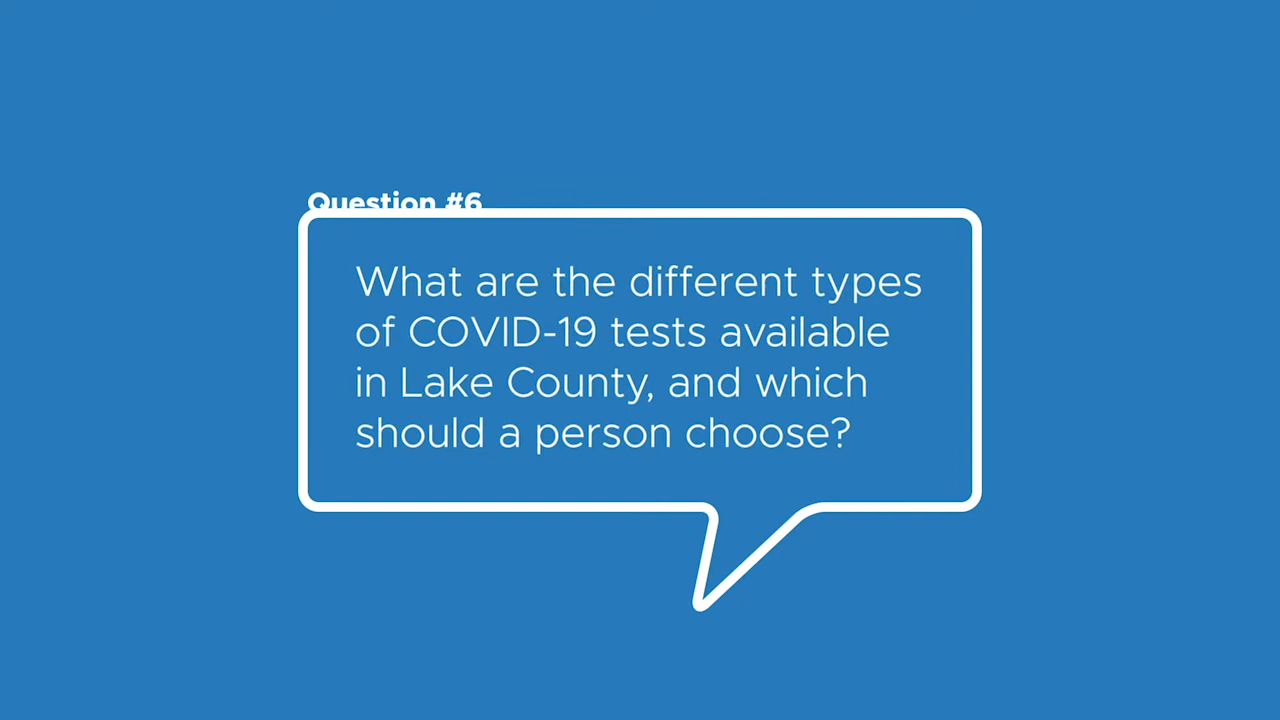 Question #6
What are the different types
of COVID-19 tests available
in Lake County, and which
should a person choose?